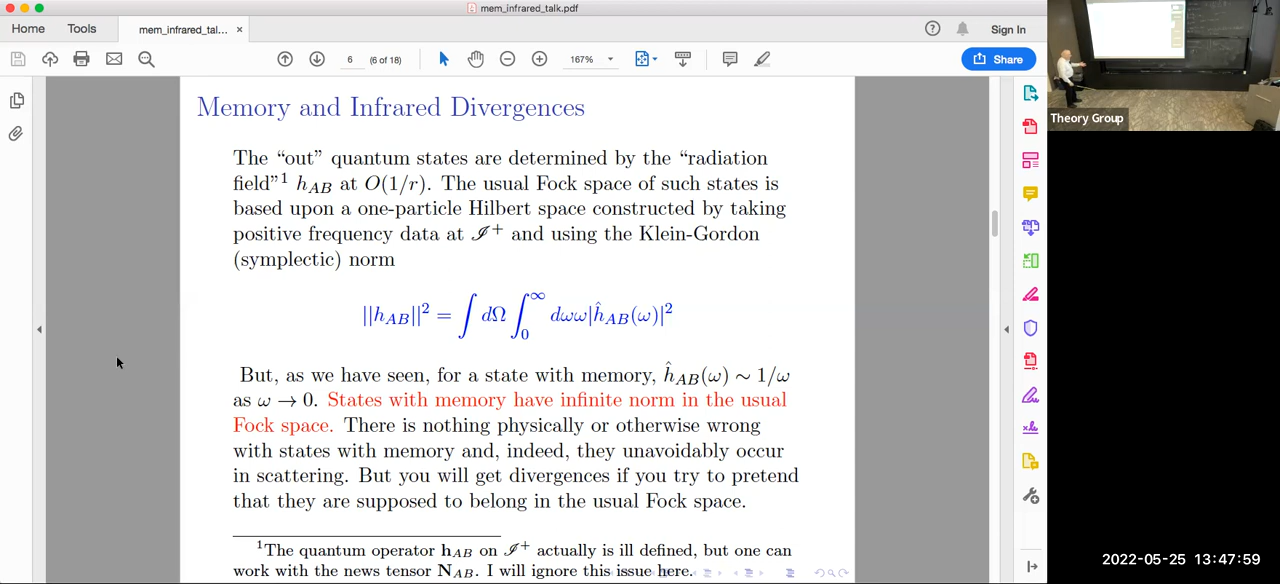 mem_infrared_talk.pdf
Home Tools mem_infrared_tal... × Sign In
6 (6 of 18) 167% Share
Theory Group
Memory and Infrared Divergences
The “out” quantum states are determined by the “radiation
field”¹ h_AB at O(1/r). The usual Fock space of such states is
based upon a one-particle Hilbert space constructed by taking
positive frequency data at ℐ⁺ and using the Klein-Gordon
(symplectic) norm
||h_AB||² = ∫ dΩ ∫₀^∞ dωω|ĥ_AB(ω)|²
But, as we have seen, for a state with memory, ĥ_AB(ω) ∼ 1/ω
as ω → 0. States with memory have infinite norm in the usual
Fock space. There is nothing physically or otherwise wrong
with states with memory and, indeed, they unavoidably occur
in scattering. But you will get divergences if you try to pretend
that they are supposed to belong in the usual Fock space.
¹The quantum operator h_AB on ℐ⁺ actually is ill defined, but one can
work with the news tensor N_AB. I will ignore this issue here.
2022-05-25 13:47:59